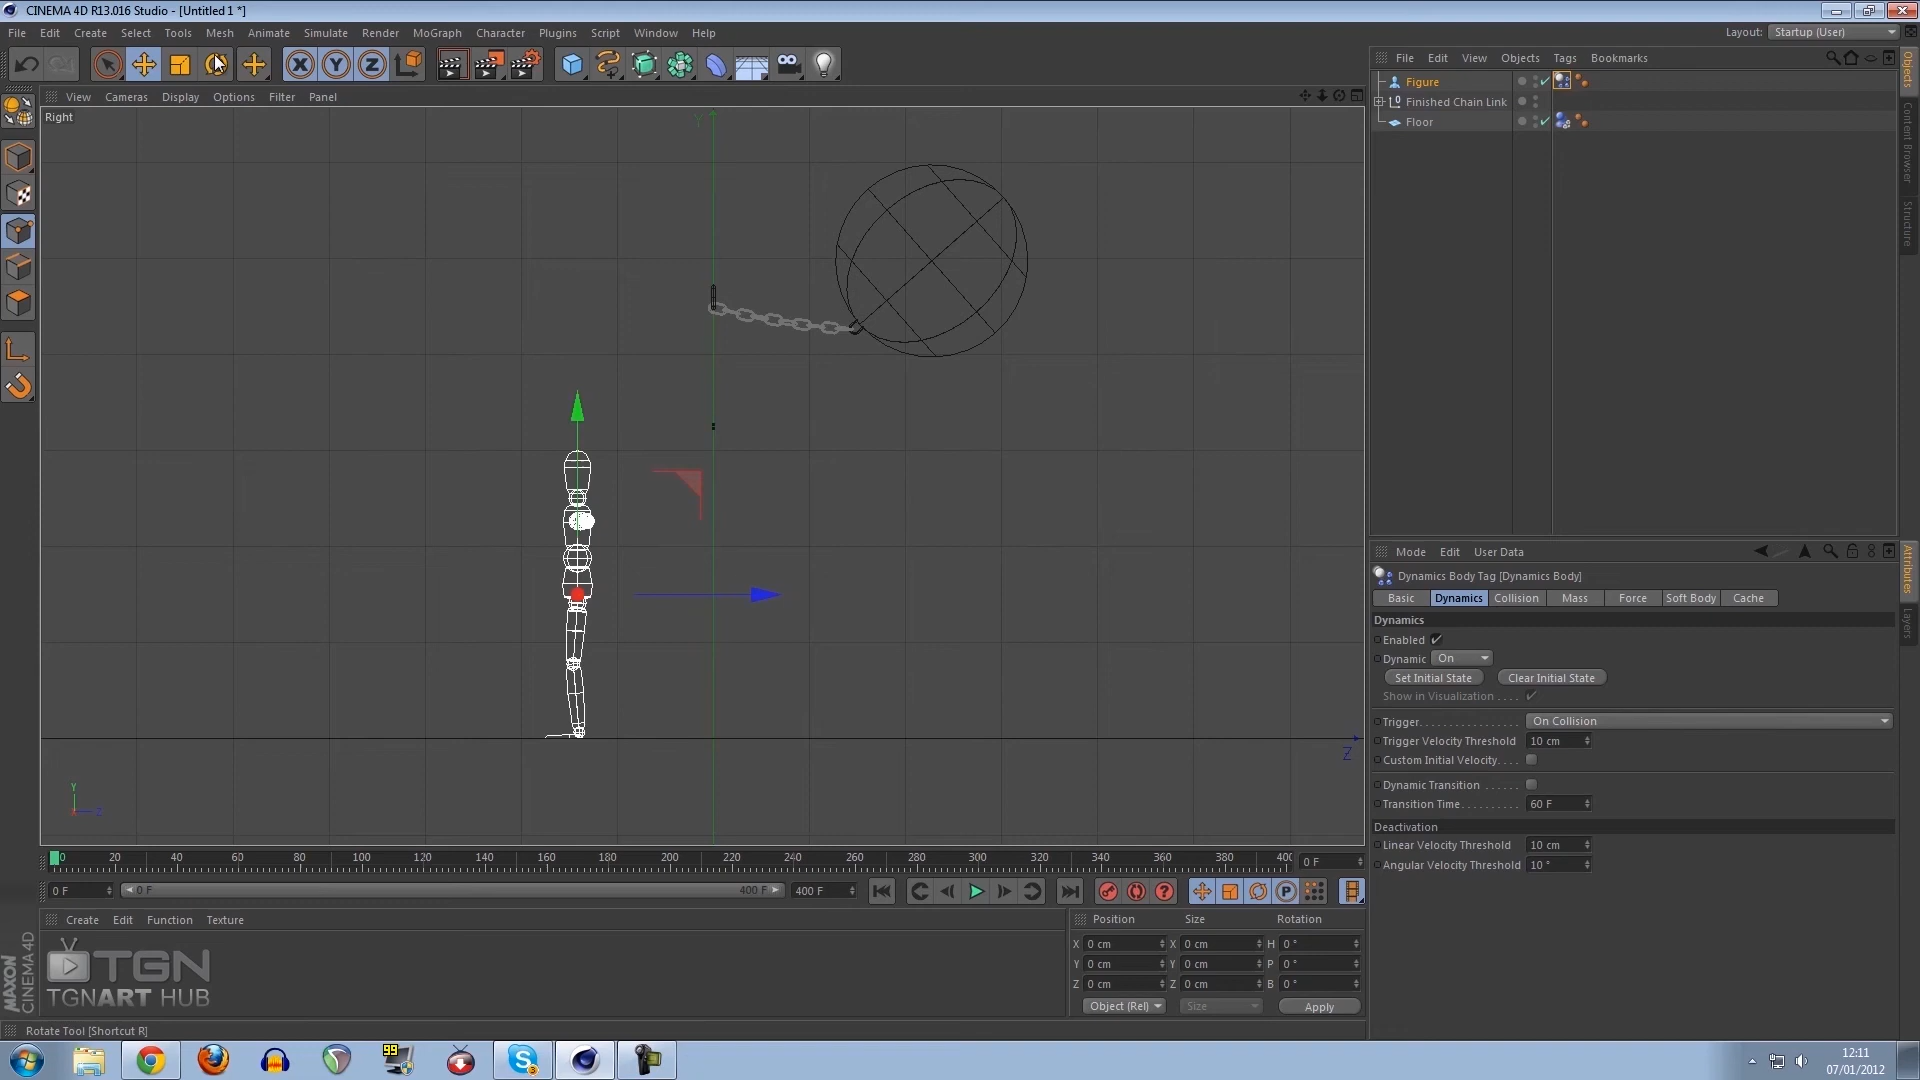 CINEMA 4D R13.016 Studio - [Untitled 1 *]
File Edit Create Select Tools Mesh Animate Simulate Render MoGraph Character Plugins Script Window Help
Layout: Startup (User)
File Edit View Objects Tags Bookmarks
Figure
Finished Chain Link
Floor
Objects
Content Browser
Structure
View Cameras Display Options Filter Panel
Right
Y
Z
Y
Z
Mode Edit User Data
Dynamics Body Tag [Dynamics Body]
Basic Dynamics Collision Mass Force Soft Body Cache
Dynamics
Enabled
Dynamic On
Set Initial State Clear Initial State
Show in Visualization . . . .
Trigger. . . . . . . . . . . . . . . . On Collision
Trigger Velocity Threshold 10 cm
Custom Initial Velocity. . . .
Dynamic Transition . . . . . .
Transition Time. . . . . . . . . . 60 F
Deactivation
Linear Velocity Threshold 10 cm
Angular Velocity Threshold 10 °
Attributes
Layers
0 20 40 60 80 100 120 140 160 180 200 220 240 260 280 300 320 340 360 380 400 0 F
0 F 0 F 400 F 400 F
Create Edit Function Texture
Position Size Rotation
X 0 cm X 0 cm H 0 °
Y 0 cm Y 0 cm P 0 °
Z 0 cm Z 0 cm B 0 °
Object (Rel) Size Apply
TGN
TGNART HUB
MAXON
CINEMA 4D
Rotate Tool [Shortcut R]
99
12:11
07/01/2012